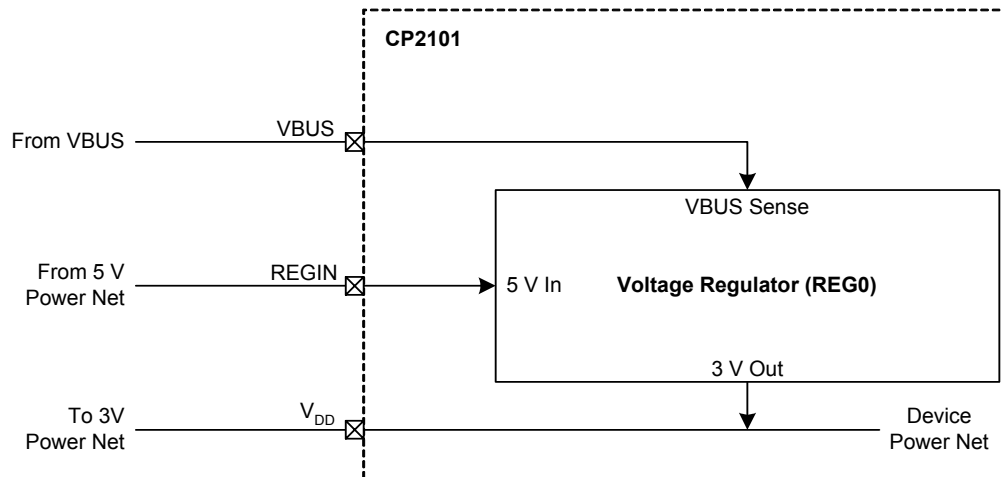 CP2101
From VBUS
VBUS
VBUS Sense
From 5 V
Power Net
REGIN
5 V In
Voltage Regulator (REG0)
3 V Out
To 3V
Power Net
VDD
Device
Power Net